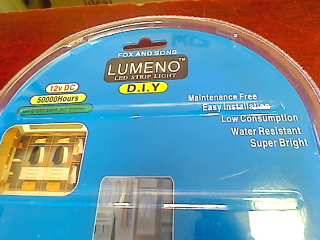 FOX AND SONS
LUMENO™
LED STRIP LIGHT
D.I.Y
12v DC
50000Hours
Maintenance Free
Easy Installation
Low Consumption
Water Resistant
Super Bright